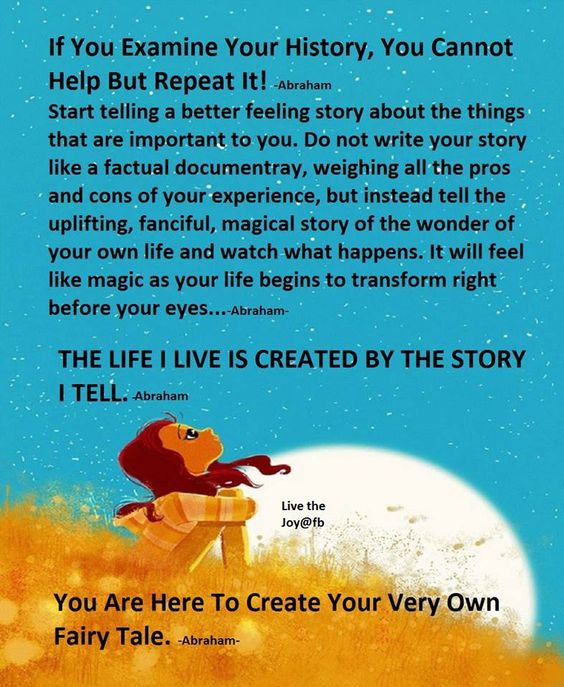 If You Examine Your History, You Cannot
Help But Repeat It! -Abraham
Start telling a better feeling story about the things
that are important to you. Do not write your story
like a factual documentray, weighing all the pros
and cons of your experience, but instead tell the
uplifting, fanciful, magical story of the wonder of
your own life and watch what happens. It will feel
like magic as your life begins to transform right
before your eyes...-Abraham-
THE LIFE I LIVE IS CREATED BY THE STORY
I TELL. -Abraham
Live the
Joy@fb
You Are Here To Create Your Very Own
Fairy Tale. -Abraham-